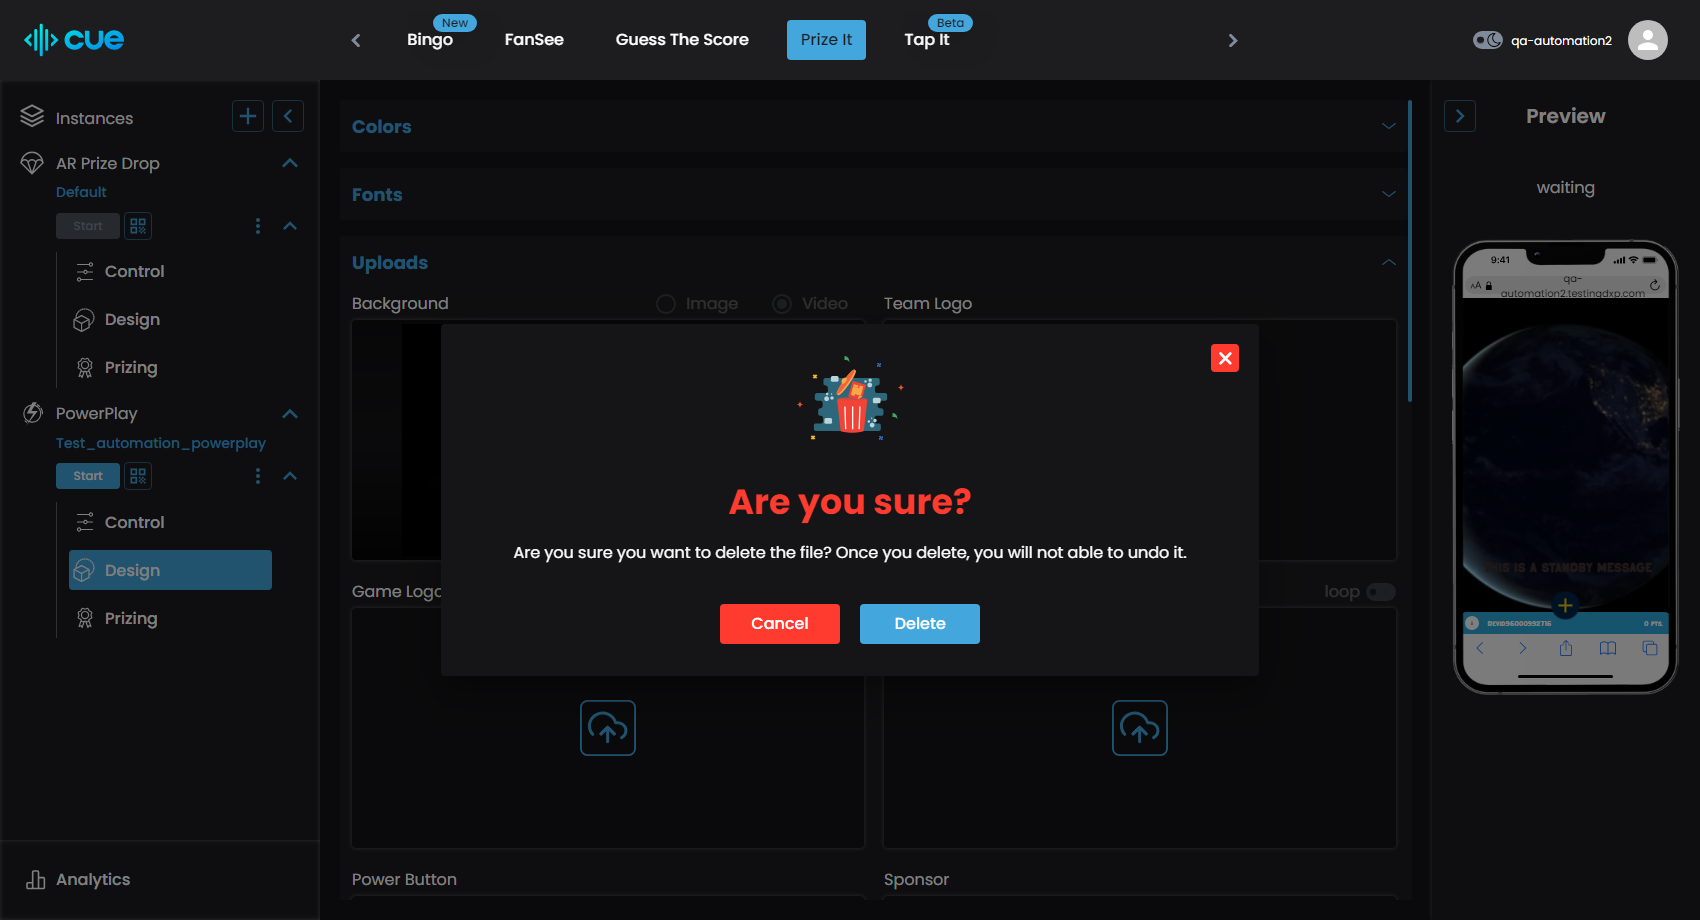 cue
Bingo
New
FanSee
Guess The Score
Prize It
Tap It
Beta
qa-automation2
Instances
AR Prize Drop
Default
Start
Control
Design
Prizing
PowerPlay
Test_automation_powerplay
Start
Control
Design
Prizing
Analytics
Colors
Fonts
Uploads
Background
Image
Video
Team Logo
Are you sure?
Are you sure you want to delete the file? Once you delete, you will not able to undo it.
Cancel
Delete
Game Logo
loop
Power Button
Sponsor
Preview
waiting
9:41
AA
qa-
automation2.testingdxp.com
THIS IS A STANDBY MESSAGE
0 PTS.